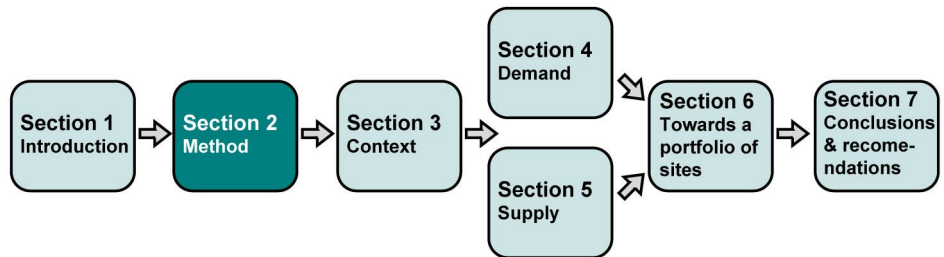 Section 1
Introduction
Section 2
Method
Section 3
Context
Section 4
Demand
Section 5
Supply
Section 6
Towards a
portfolio of
sites
Section 7
Conclusions
& recome-
ndations